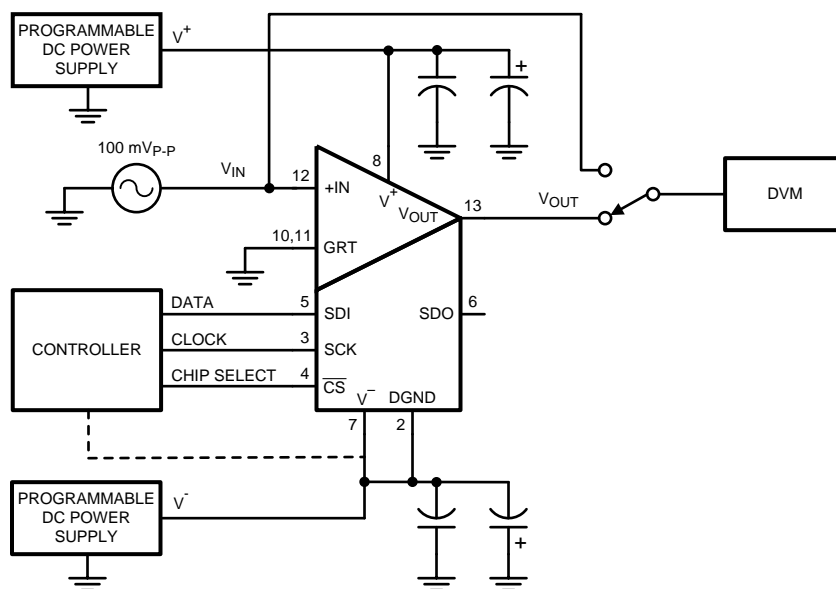 PROGRAMMABLE
DC POWER
SUPPLY
V+
100 mVP-P
VIN
12
+IN
8
V+
VOUT
13
VOUT
DVM
10,11
GRT
CONTROLLER
DATA
5
SDI
SDO
6
CLOCK
3
SCK
CHIP SELECT
4
CS
V–
DGND
7
2
PROGRAMMABLE
DC POWER
SUPPLY
V-
+
+